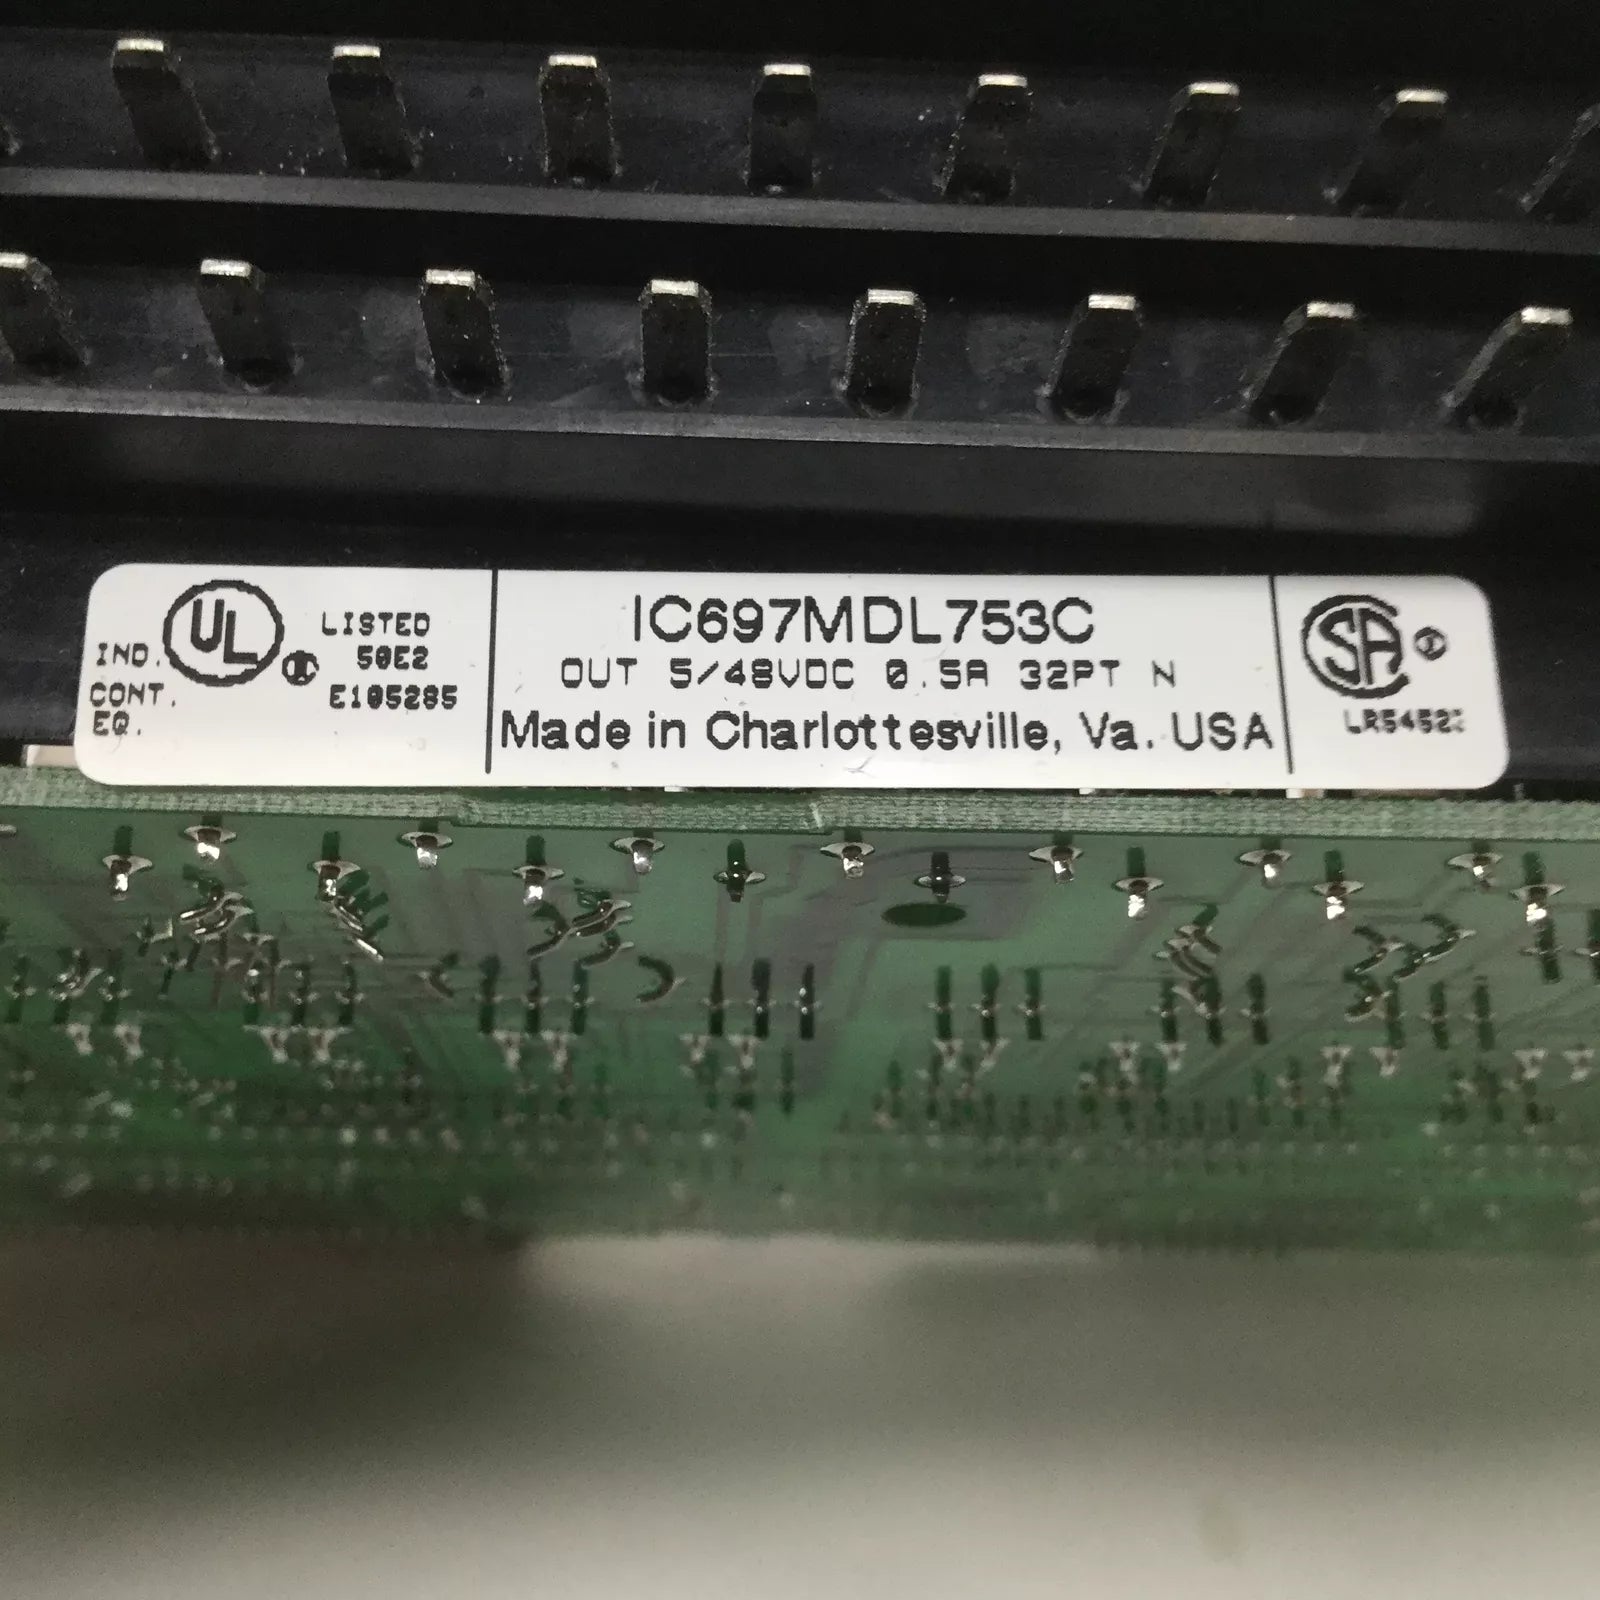 IND.
CONT.
EQ.
UL
LISTED
50E2
E105285
IC697MDL753C
OUT 5/48VDC 0.5A 32PT N
Made in Charlottesville, Va. USA
SA